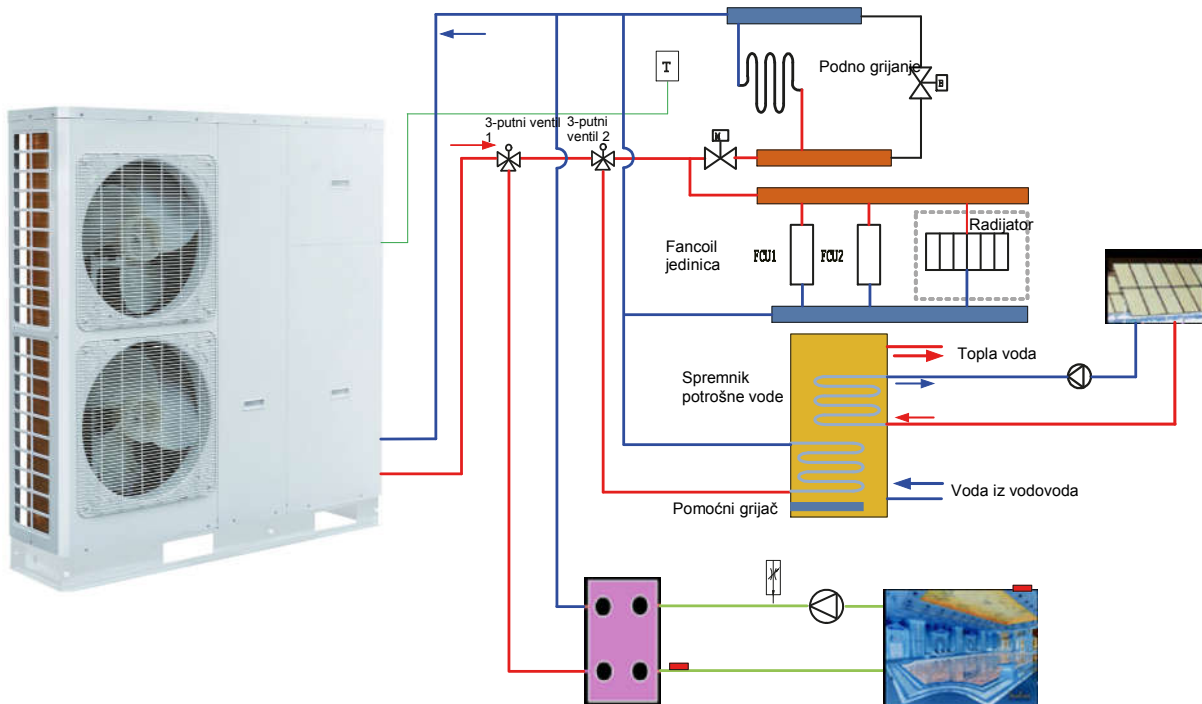 T
Podno grijanje
B
3-putni ventil
1
3-putni
ventil 2
M
Radijator
Fancoil
jedinica
FCU1
FCU2
Topla voda
Spremnik
potrošne vode
Voda iz vodovoda
Pomoćni grijač